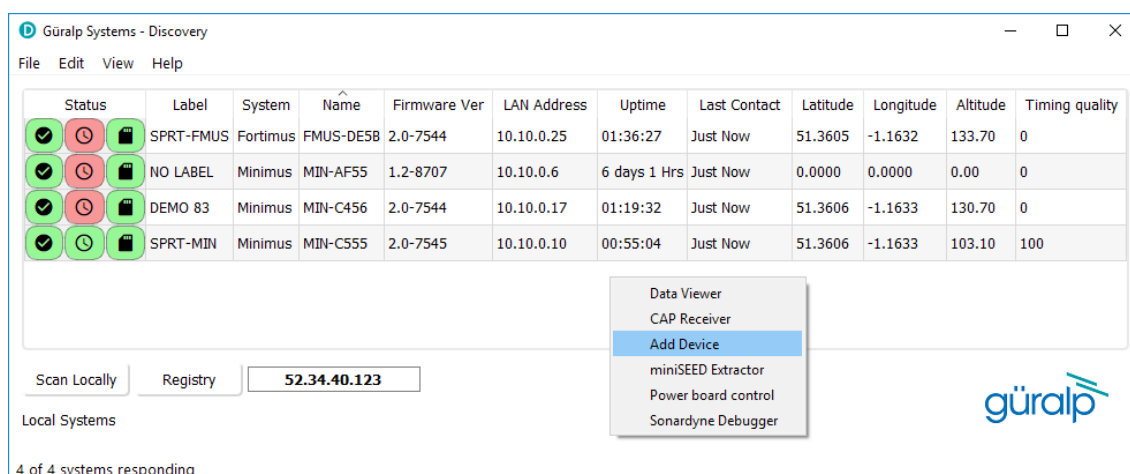 Güralp Systems - Discovery
File Edit View Help
Status Label System Name Firmware Ver LAN Address Uptime Last Contact Latitude Longitude Altitude Timing quality
SPRT-FMUS Fortimus FMUS-DE5B 2.0-7544 10.10.0.25 01:36:27 Just Now 51.3605 -1.1632 133.70 0
NO LABEL Minimus MIN-AF55 1.2-8707 10.10.0.6 6 days 1 Hrs Just Now 0.0000 0.0000 0.00 0
DEMO 83 Minimus MIN-C456 2.0-7544 10.10.0.17 01:19:32 Just Now 51.3606 -1.1633 130.70 0
SPRT-MIN Minimus MIN-C555 2.0-7545 10.10.0.10 00:55:04 Just Now 51.3606 -1.1633 103.10 100
Data Viewer
CAP Receiver
Add Device
miniSEED Extractor
Power board control
Sonardyne Debugger
Scan Locally Registry 52.34.40.123
güralp
Local Systems
4 of 4 systems responding